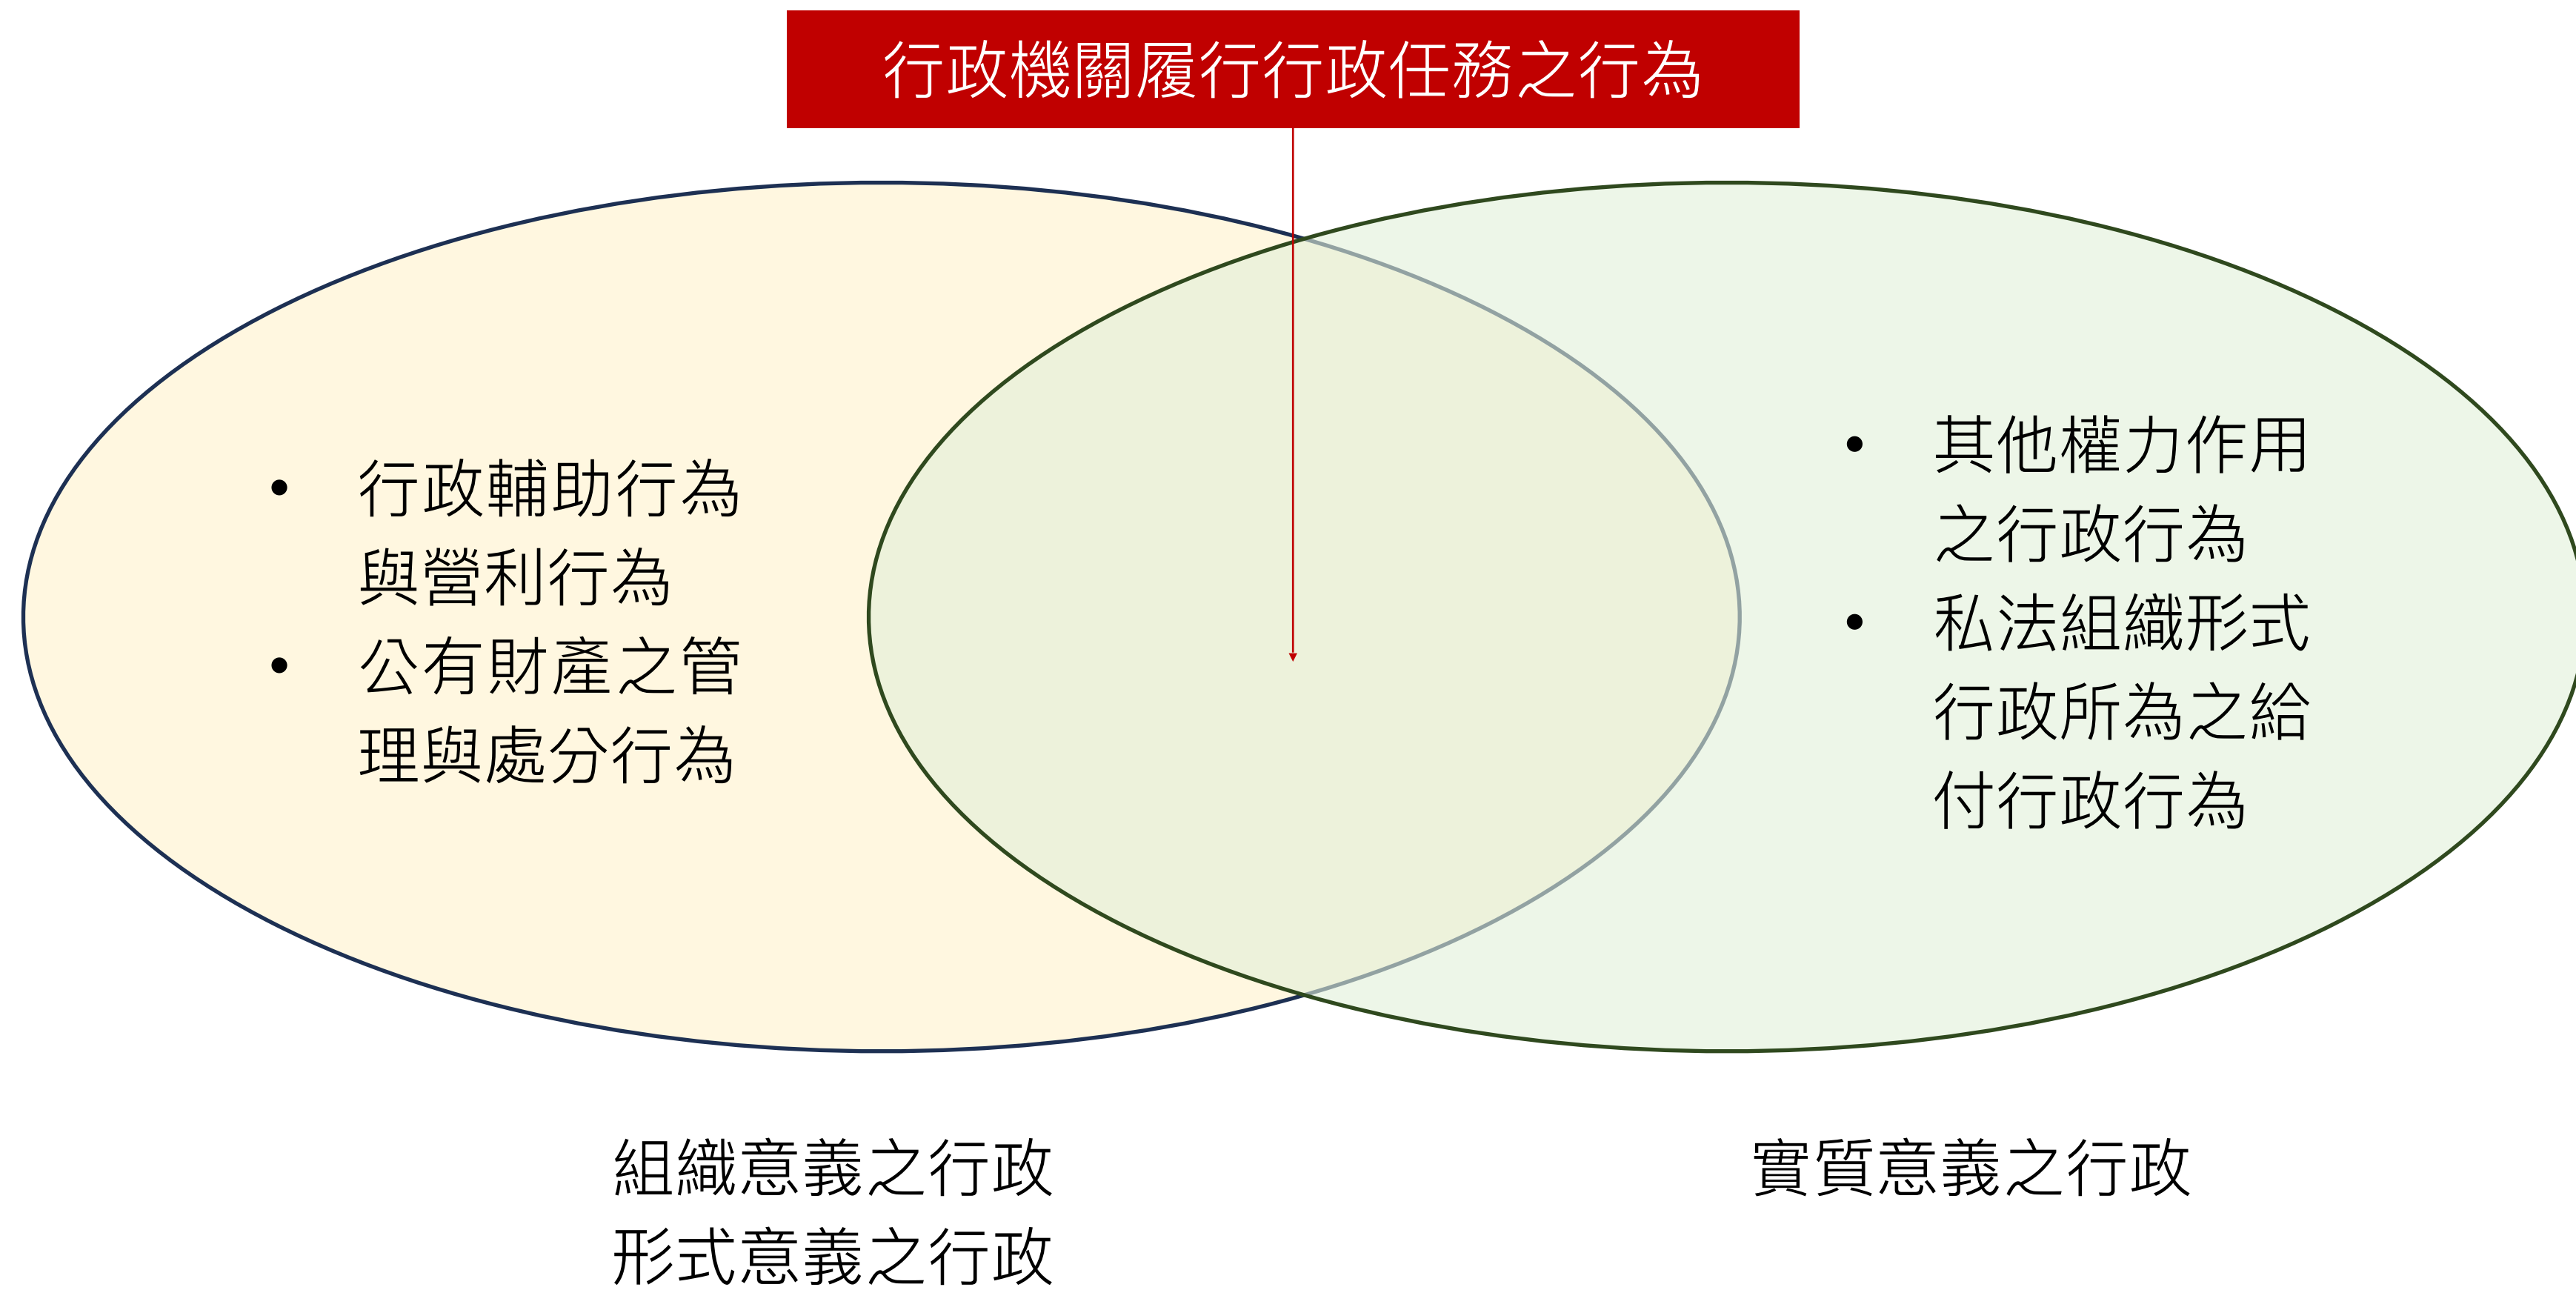 行政機關履行行政任務之行為
• 行政輔助行為
與營利行為
• 公有財產之管
理與處分行為
• 其他權力作用
之行政行為
• 私法組織形式
行政所為之給
付行政行為
組織意義之行政
形式意義之行政
實質意義之行政